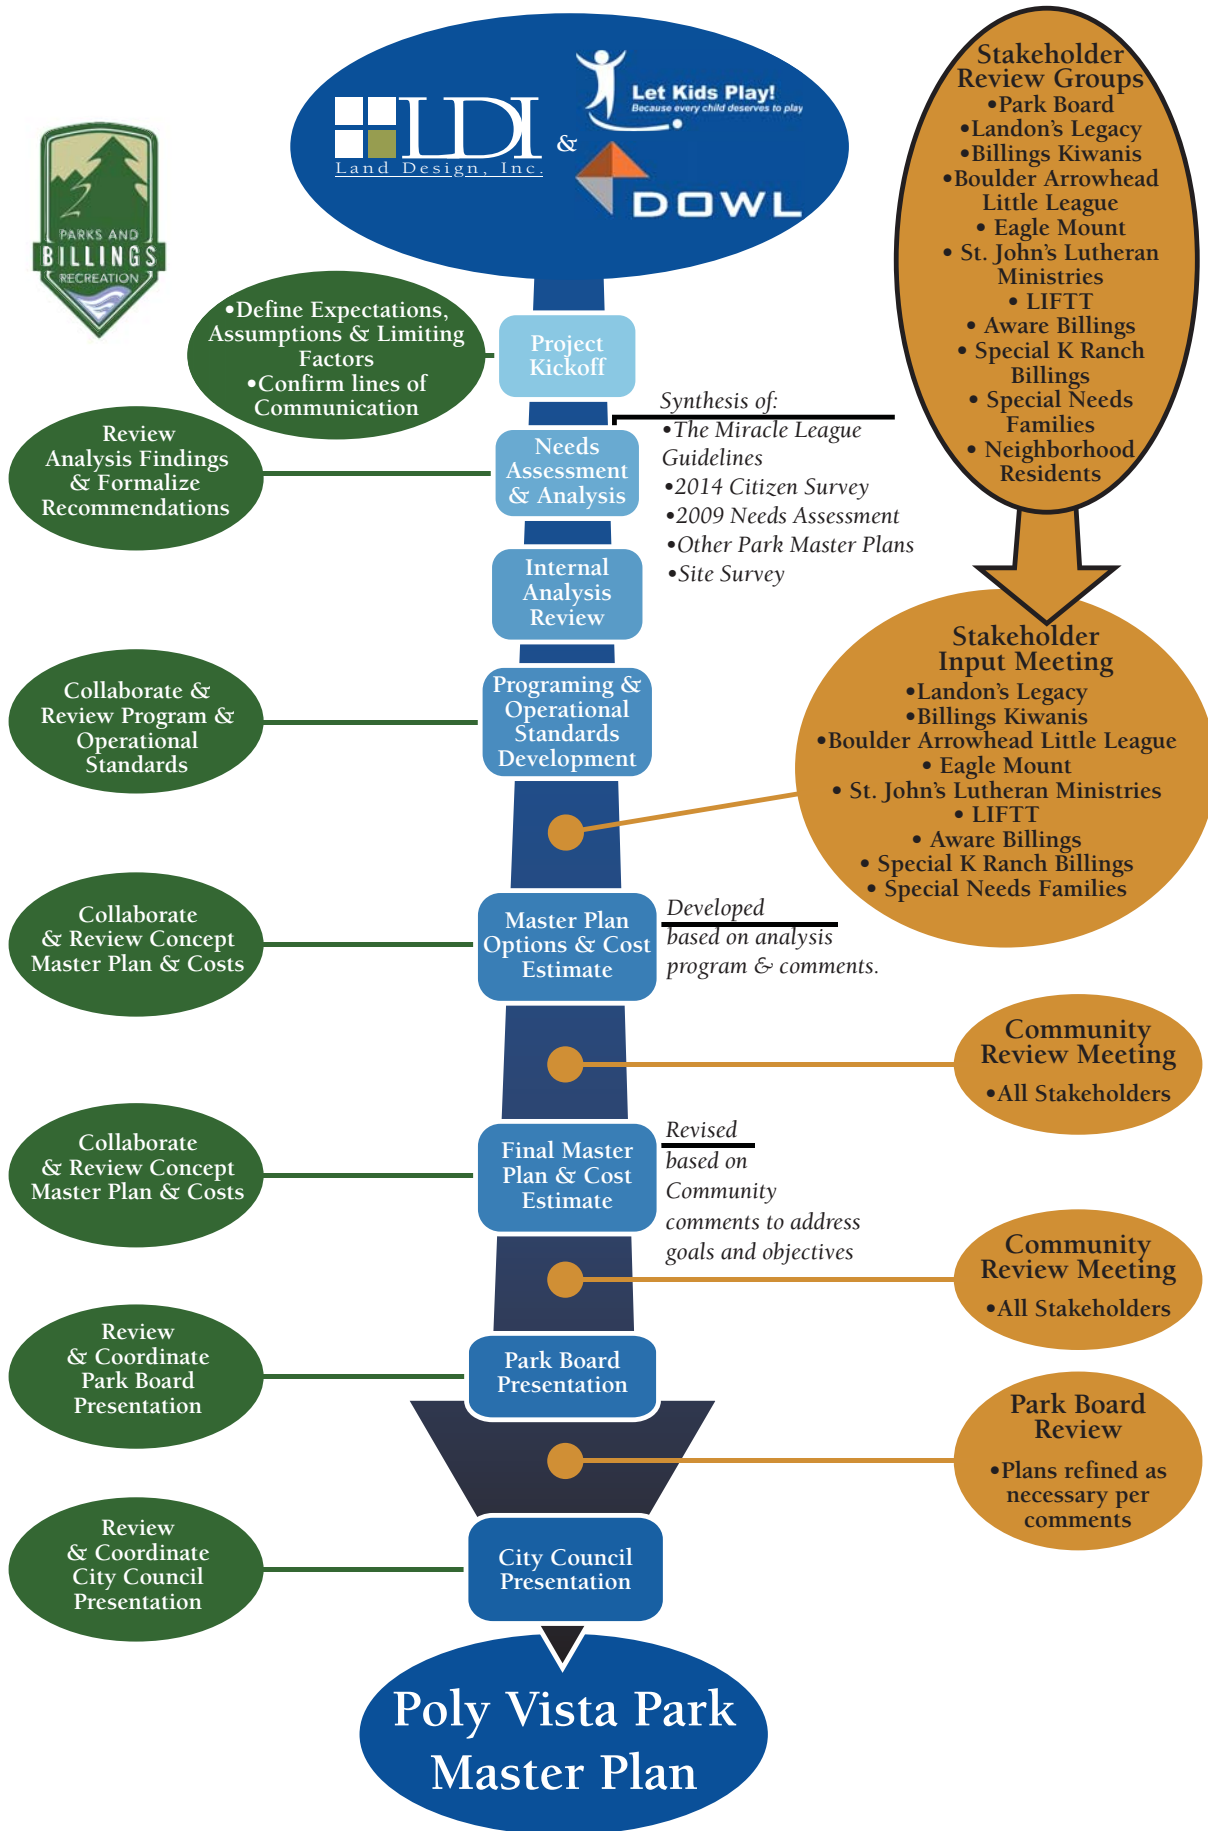 LDI
Land Design, Inc.
&
Let Kids Play!
Because every child deserves to play
DOWL
PARKS AND
BILLINGS
RECREATION
Stakeholder
Review Groups
•Park Board
•Landon's Legacy
•Billings Kiwanis
•Boulder Arrowhead
Little League
• Eagle Mount
• St. John's Lutheran
Ministries
• LIFTT
• Aware Billings
• Special K Ranch
Billings
• Special Needs
Families
• Neighborhood
Residents
•Define Expectations,
Assumptions & Limiting
Factors
•Confirm lines of
Communication
Project
Kickoff
Review
Analysis Findings
& Formalize
Recommendations
Needs
Assessment
& Analysis
Synthesis of:
•The Miracle League
Guidelines
•2014 Citizen Survey
•2009 Needs Assessment
•Other Park Master Plans
•Site Survey
Internal
Analysis
Review
Collaborate &
Review Program &
Operational
Standards
Programing &
Operational
Standards
Development
Stakeholder
Input Meeting
•Landon's Legacy
•Billings Kiwanis
•Boulder Arrowhead Little League
• Eagle Mount
• St. John's Lutheran Ministries
• LIFTT
• Aware Billings
• Special K Ranch Billings
• Special Needs Families
Collaborate
& Review Concept
Master Plan & Costs
Master Plan
Options & Cost
Estimate
Developed
based on analysis
program & comments.
Community
Review Meeting
•All Stakeholders
Collaborate
& Review Concept
Master Plan & Costs
Final Master
Plan & Cost
Estimate
Revised
based on
Community
comments to address
goals and objectives
Community
Review Meeting
•All Stakeholders
Review
& Coordinate
Park Board
Presentation
Park Board
Presentation
Park Board
Review
•Plans refined as
necessary per
comments
Review
& Coordinate
City Council
Presentation
City Council
Presentation
Poly Vista Park
Master Plan